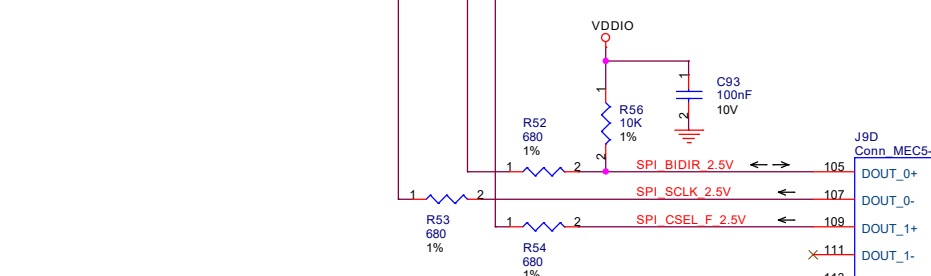 VDDIO
1
C93
100nF
10V
2
1
R56
10K
1%
2
R52
680
1%
1
2
SPI_BIDIR_2.5V
105
J9D
Conn_MEC5-
DOUT_0+
1
2
SPI_SCLK_2.5V
107
DOUT_0-
R53
680
1%
1
2
SPI_CSEL_F_2.5V
109
DOUT_1+
R54
680
1%
111
DOUT_1-